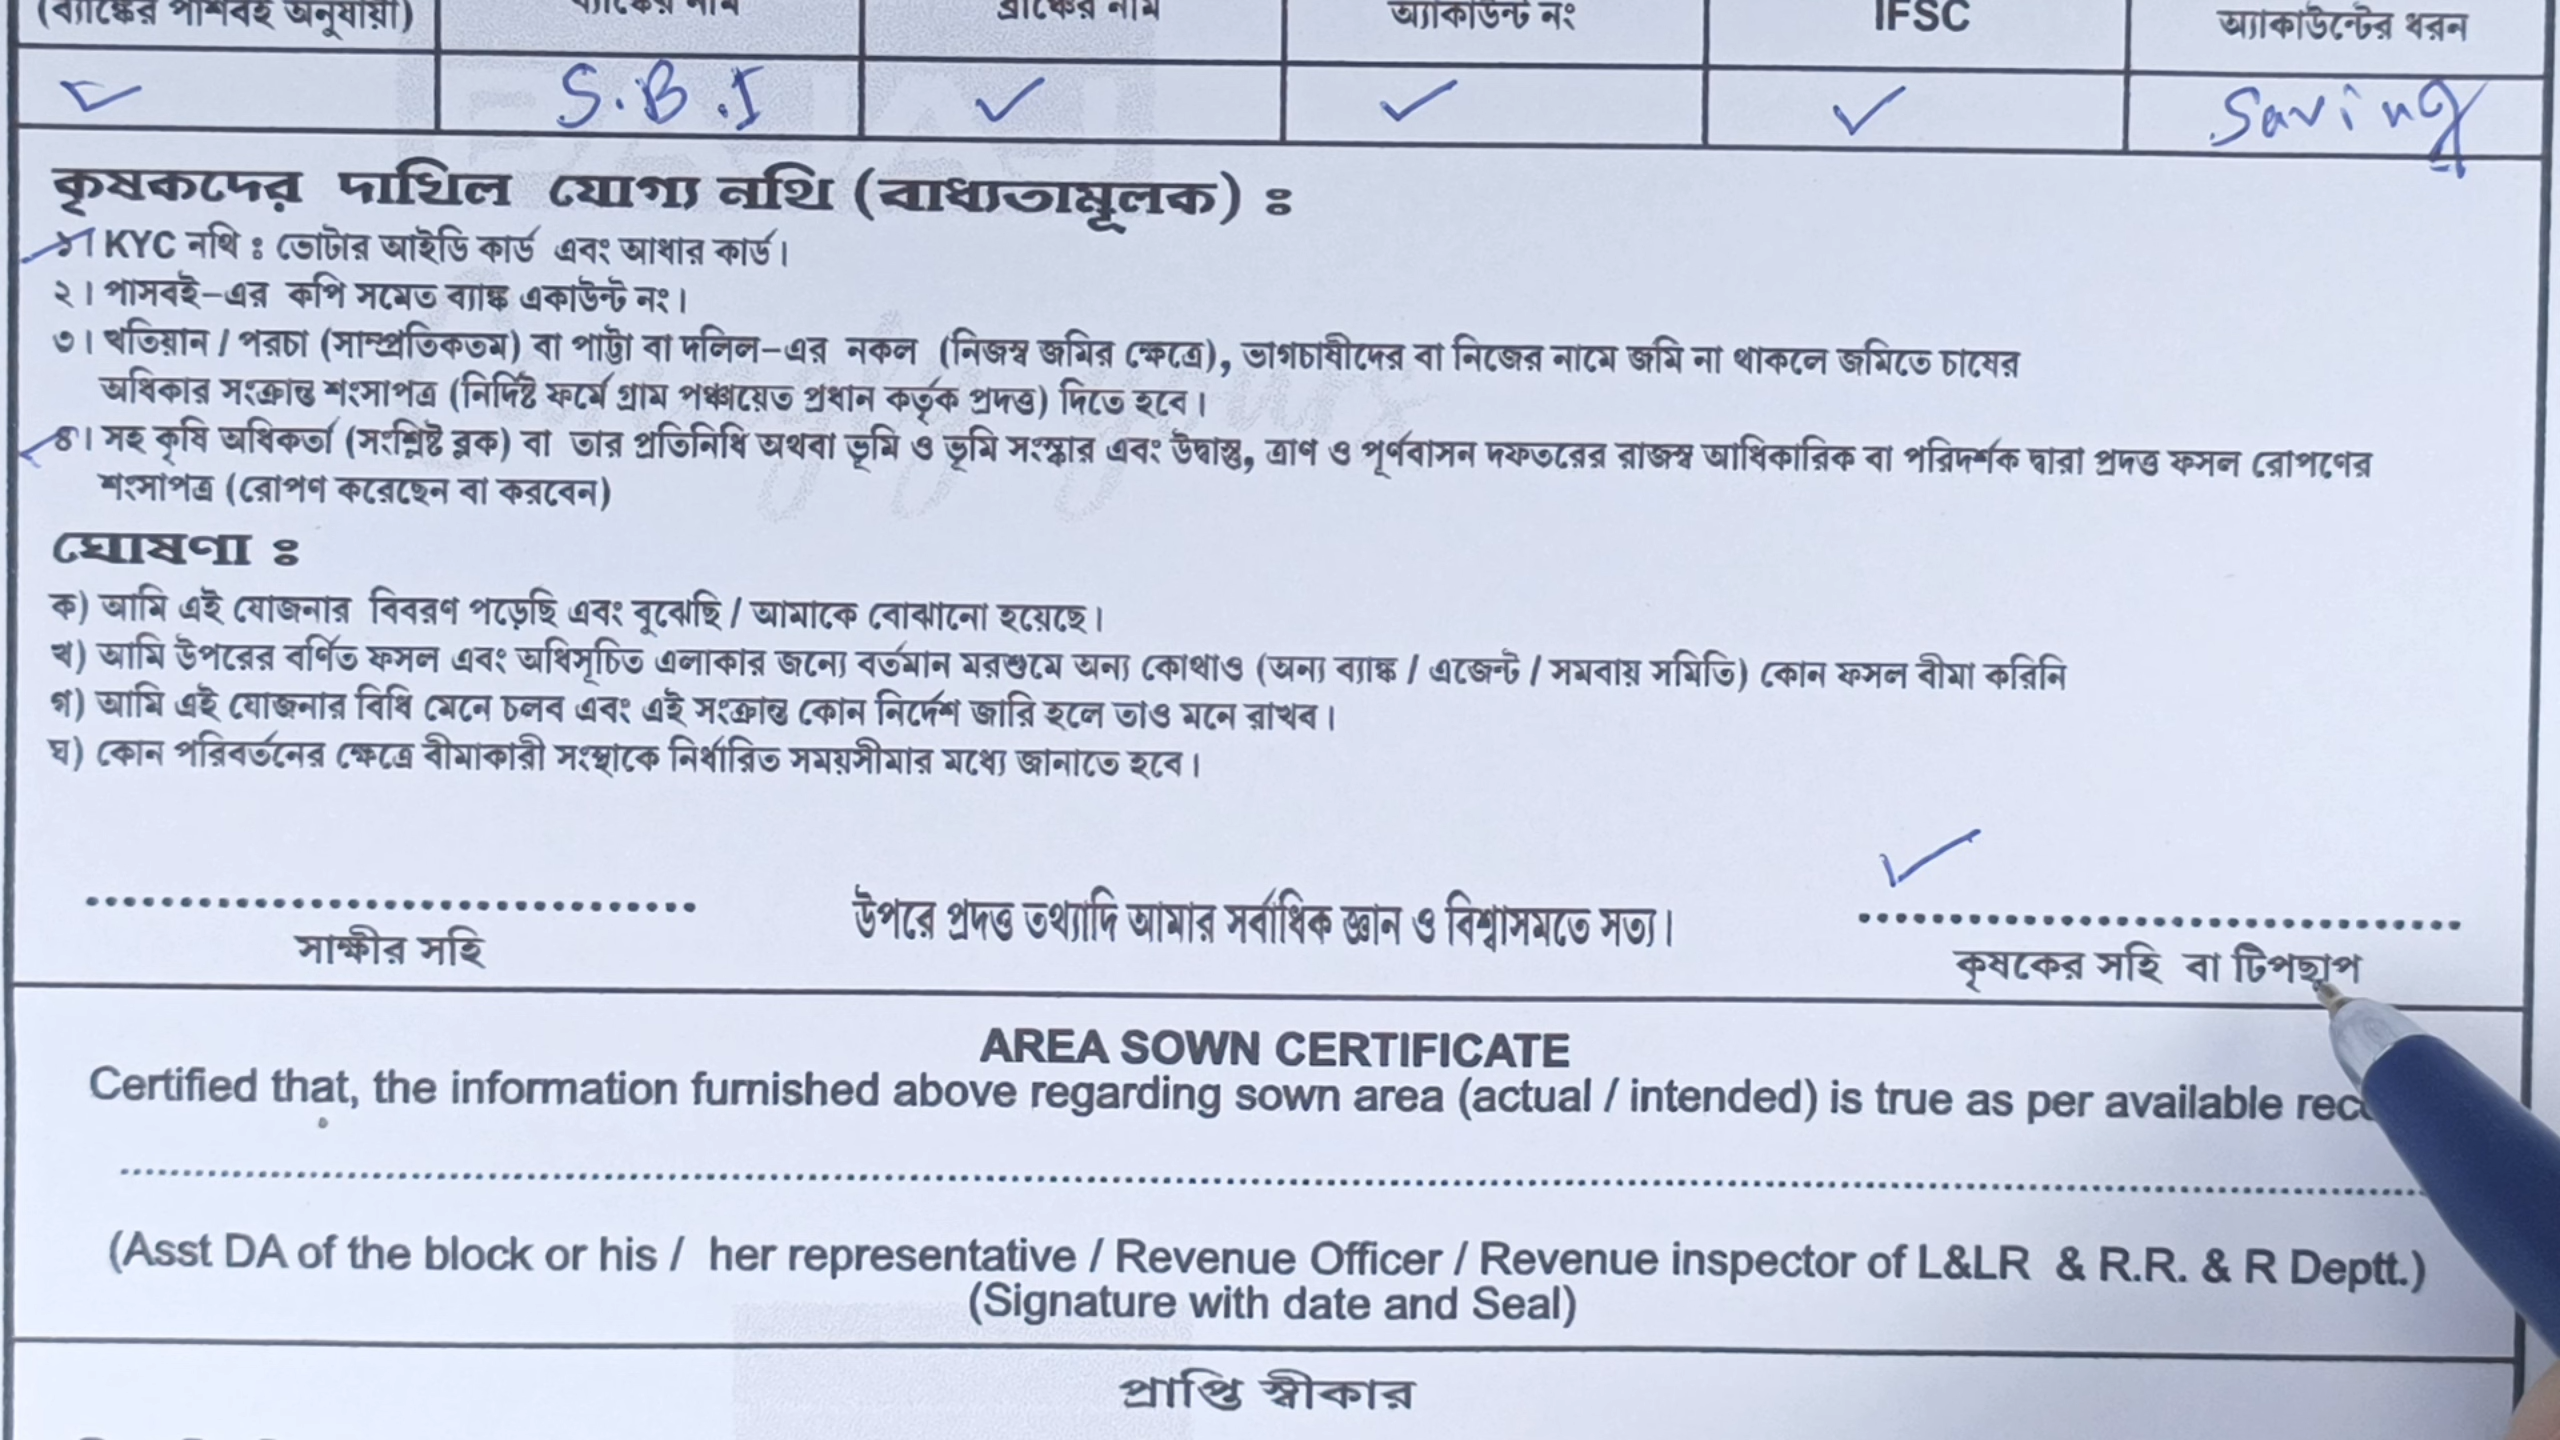 (ব্যাঙ্কের পাশবই অনুযায়ী) ব্যাংকের নাম ব্রাঞ্চের নাম অ্যাকাউন্ট নং IFSC অ্যাকাউন্টের ধরন
S.B.I Saving
কৃষকদের দাখিল যোগ্য নথি (বাধ্যতামূলক) ঃ
১। KYC নথি ঃ ভোটার আইডি কার্ড এবং আধার কার্ড।
২। পাসবই-এর কপি সমেত ব্যাঙ্ক একাউন্ট নং।
৩। খতিয়ান / পরচা (সাম্প্রতিকতম) বা পাট্টা বা দলিল-এর নকল (নিজস্ব জমির ক্ষেত্রে), ভাগচাষীদের বা নিজের নামে জমি না থাকলে জমিতে চাষের
অধিকার সংক্রান্ত শংসাপত্র (নির্দিষ্ট ফর্মে গ্রাম পঞ্চায়েত প্রধান কর্তৃক প্রদত্ত) দিতে হবে।
৪। সহ কৃষি অধিকর্তা (সংশ্লিষ্ট ব্লক) বা তার প্রতিনিধি অথবা ভূমি ও ভূমি সংস্কার এবং উদ্বাস্তু, ত্রাণ ও পূর্ণবাসন দফতরের রাজস্ব আধিকারিক বা পরিদর্শক দ্বারা প্রদত্ত ফসল রোপণের
শংসাপত্র (রোপণ করেছেন বা করবেন)
ঘোষণা ঃ
ক) আমি এই যোজনার বিবরণ পড়েছি এবং বুঝেছি / আমাকে বোঝানো হয়েছে।
খ) আমি উপরের বর্ণিত ফসল এবং অধিসূচিত এলাকার জন্যে বর্তমান মরশুমে অন্য কোথাও (অন্য ব্যাঙ্ক / এজেন্ট / সমবায় সমিতি) কোন ফসল বীমা করিনি
গ) আমি এই যোজনার বিধি মেনে চলব এবং এই সংক্রান্ত কোন নির্দেশ জারি হলে তাও মনে রাখব।
ঘ) কোন পরিবর্তনের ক্ষেত্রে বীমাকারী সংস্থাকে নির্ধারিত সময়সীমার মধ্যে জানাতে হবে।
উপরে প্রদত্ত তথ্যাদি আমার সর্বাধিক জ্ঞান ও বিশ্বাসমতে সত্য।
সাক্ষীর সহি কৃষকের সহি বা টিপছাপ
AREA SOWN CERTIFICATE
Certified that, the information furnished above regarding sown area (actual / intended) is true as per available
(Asst DA of the block or his / her representative / Revenue Officer / Revenue inspector of L&LR & R.R. & R Deptt.)
(Signature with date and Seal)
প্রাপ্তি স্বীকার